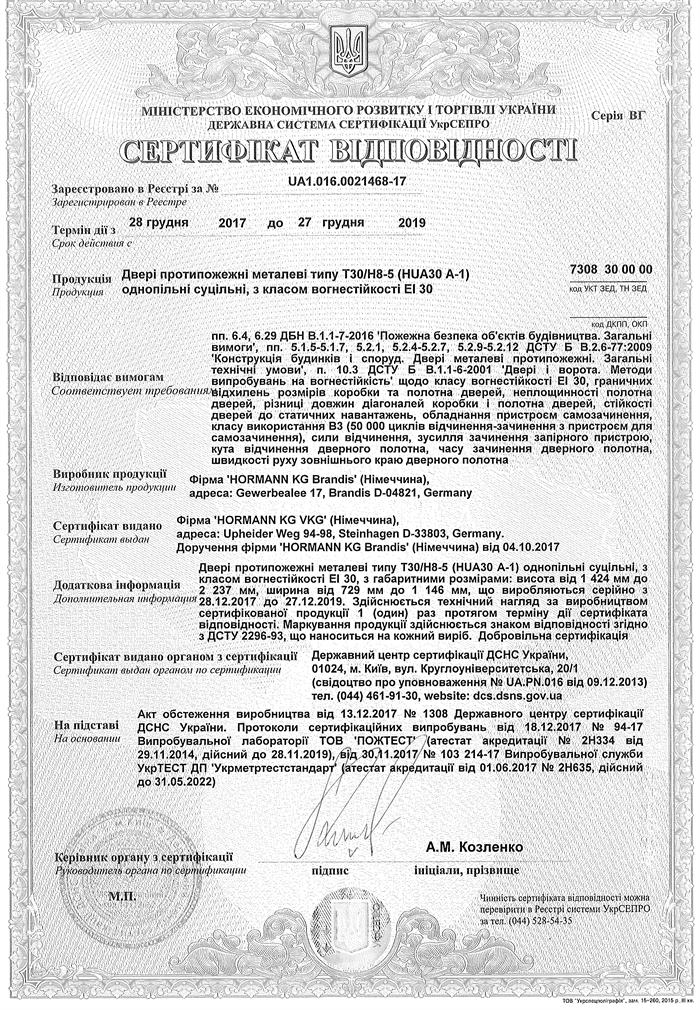 МІНІСТЕРСТВО ЕКОНОМІЧНОГО РОЗВИТКУ І ТОРГІВЛІ УКРАЇНИ
Серія ВГ
ДЕРЖАВНА СИСТЕМА СЕРТИФІКАЦІЇ УкрСЕПРО
СЕРТИФІКАТ ВІДПОВІДНОСТІ
Зареєстровано в Реєстрі за № UA1.016.0021468-17
Зарегистрирован в Реестре
Термін дії з 28 грудня 2017 до 27 грудня 2019
Срок действия с
Продукція Двері протипожежні металеві типу Т30/Н8-5 (HUA30 A-1) 7308 30 00 00
Продукция однопільні суцільні, з класом вогнестійкості EI 30 код УКТ ЗЕД, ТН ЗЕД
код ДКПП, ОКП
пп. 6.4, 6.29 ДБН В.1.1-7-2016 'Пожежна безпека об'єктів будівництва. Загальні
вимоги', пп. 5.1.5-5.1.7, 5.2.1, 5.2.4-5.2.7, 5.2.9-5.2.12 ДСТУ Б В.2.6-77:2009
'Конструкція будинків і споруд. Двері металеві протипожежні. Загальні
технічні умови', п. 10.3 ДСТУ Б В.1.1-6-2001 'Двері і ворота. Методи
Відповідає вимогам випробувань на вогнестійкість' щодо класу вогнестійкості EI 30, граничних
Соответствует требованиям відхилень розмірів коробки та полотна дверей, неплощинності полотна
дверей, різниці довжин діагоналей коробки і полотна дверей, стійкості
дверей до статичних навантажень, обладнання пристроєм самозачинення,
класу використання В3 (50 000 циклів відчинення-зачинення з пристроєм для
самозачинення), сили відчинення, зусилля зачинення запірного пристрою,
кута відчинення дверного полотна, часу зачинення дверного полотна,
швидкості руху зовнішнього краю дверного полотна
Виробник продукції Фірма 'HORMANN KG Brandis' (Німеччина),
Изготовитель продукции адреса: Gewerbealee 17, Brandis D-04821, Germany
Сертифікат видано Фірма 'HORMANN KG VKG' (Німеччина),
Сертификат выдан адреса: Upheider Weg 94-98, Steinhagen D-33803, Germany.
Доручення фірми 'HORMANN KG Brandis' (Німеччина) від 04.10.2017
Двері протипожежні металеві типу Т30/Н8-5 (HUA30 A-1) однопільні суцільні, з
Додаткова інформація класом вогнестійкості EI 30, з габаритними розмірами: висота від 1 424 мм до
Дополнительная информация 2 237 мм, ширина від 729 мм до 1 146 мм, що виробляються серійно з
28.12.2017 до 27.12.2019. Здійснюється технічний нагляд за виробництвом
сертифікованої продукції 1 (один) раз протягом терміну дії сертифіката
відповідності. Маркування продукції здійснюється знаком відповідності згідно
з ДСТУ 2296-93, що наноситься на кожний виріб. Добровільна сертифікація
Сертифікат видано органом з сертифікації Державний центр сертифікації ДСНС України,
Сертификат выдан органом по сертификации 01024, м. Київ, вул. Круглоуніверситетська, 20/1
(свідоцтво про уповноваження № UA.PN.016 від 09.12.2013)
тел. (044) 461-91-30, website: dcs.dsns.gov.ua
На підставі Акт обстеження виробництва від 13.12.2017 № 1308 Державного центру сертифікації
На основании ДСНС України. Протоколи сертифікаційних випробувань від 18.12.2017 № 94-17
Випробувальної лабораторії ТОВ 'ПОЖТЕСТ' (атестат акредитації № 2Н334 від
29.11.2014, дійсний до 28.11.2019), від 30.11.2017 № 103 214-17 Випробувальної служби
УкрТЕСТ ДП 'Укрметртестстандарт' (атестат акредитації від 01.06.2017 № 2Н635, дійсний
до 31.05.2022)
А.М. Козленко
Керівник органу з сертифікації
Руководитель органа по сертификации підпис ініціали, прізвище
М.П.
Чинність сертифіката відповідності можна
перевірити в Реєстрі системи УкрСЕПРО
за тел. (044) 528-54-35
ТОВ "Укрспецполіграфія", зам. 15-260, 2015 р. III кв.